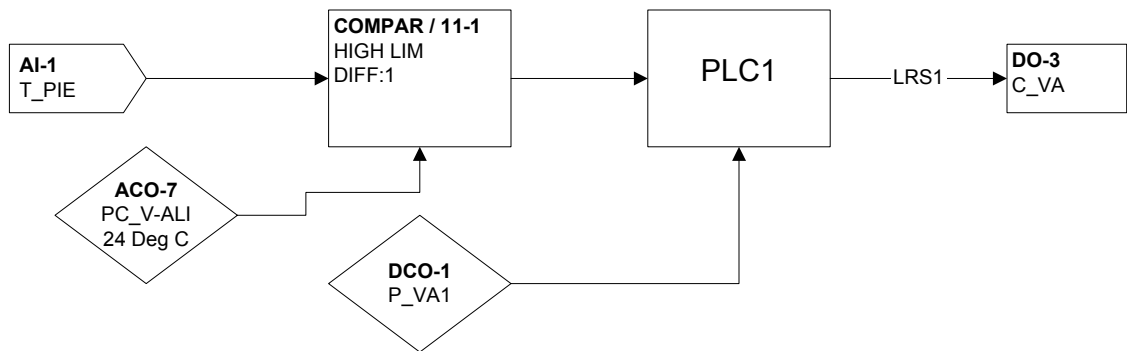 AI-1
T_PIE
COMPAR / 11-1
HIGH LIM
DIFF:1
PLC1
LRS1
DO-3
C_VA
ACO-7
PC_V-ALI
24 Deg C
DCO-1
P_VA1